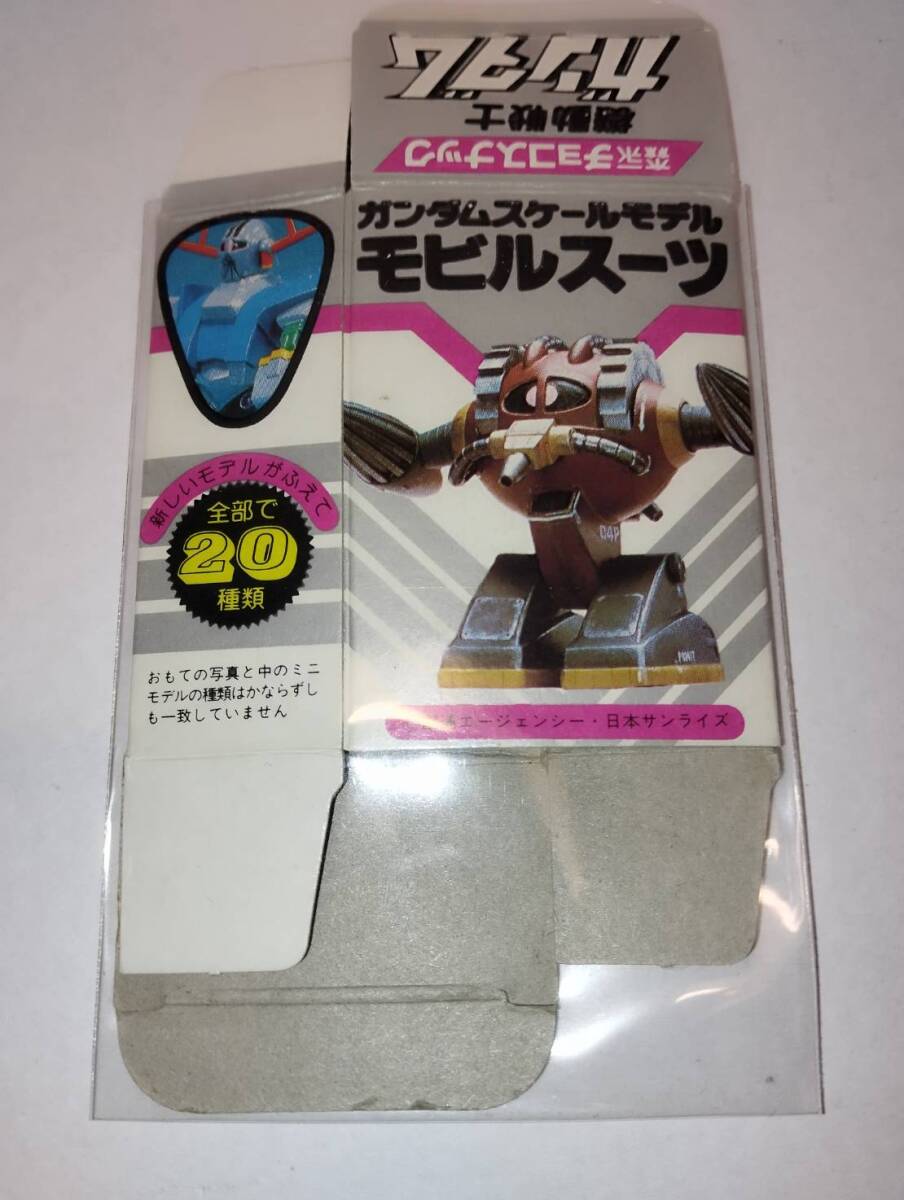 機動戦士
ガンダム
森永チョコスナック
ガンダムスケールモデル
モビルスーツ
新しいモデルがふえて
全部で
20
種類
おもての写真と中のミニ
モデルの種類はかならずし
も一致していません
C4P
エージェンシー・日本サンライズ